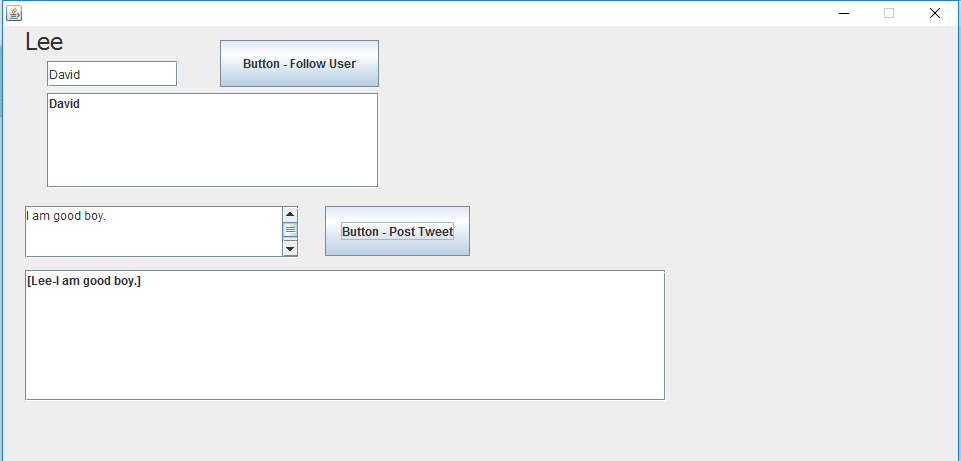 Lee
David
Button - Follow User
David
I am good boy.
Button - Post Tweet
[Lee-I am good boy.]